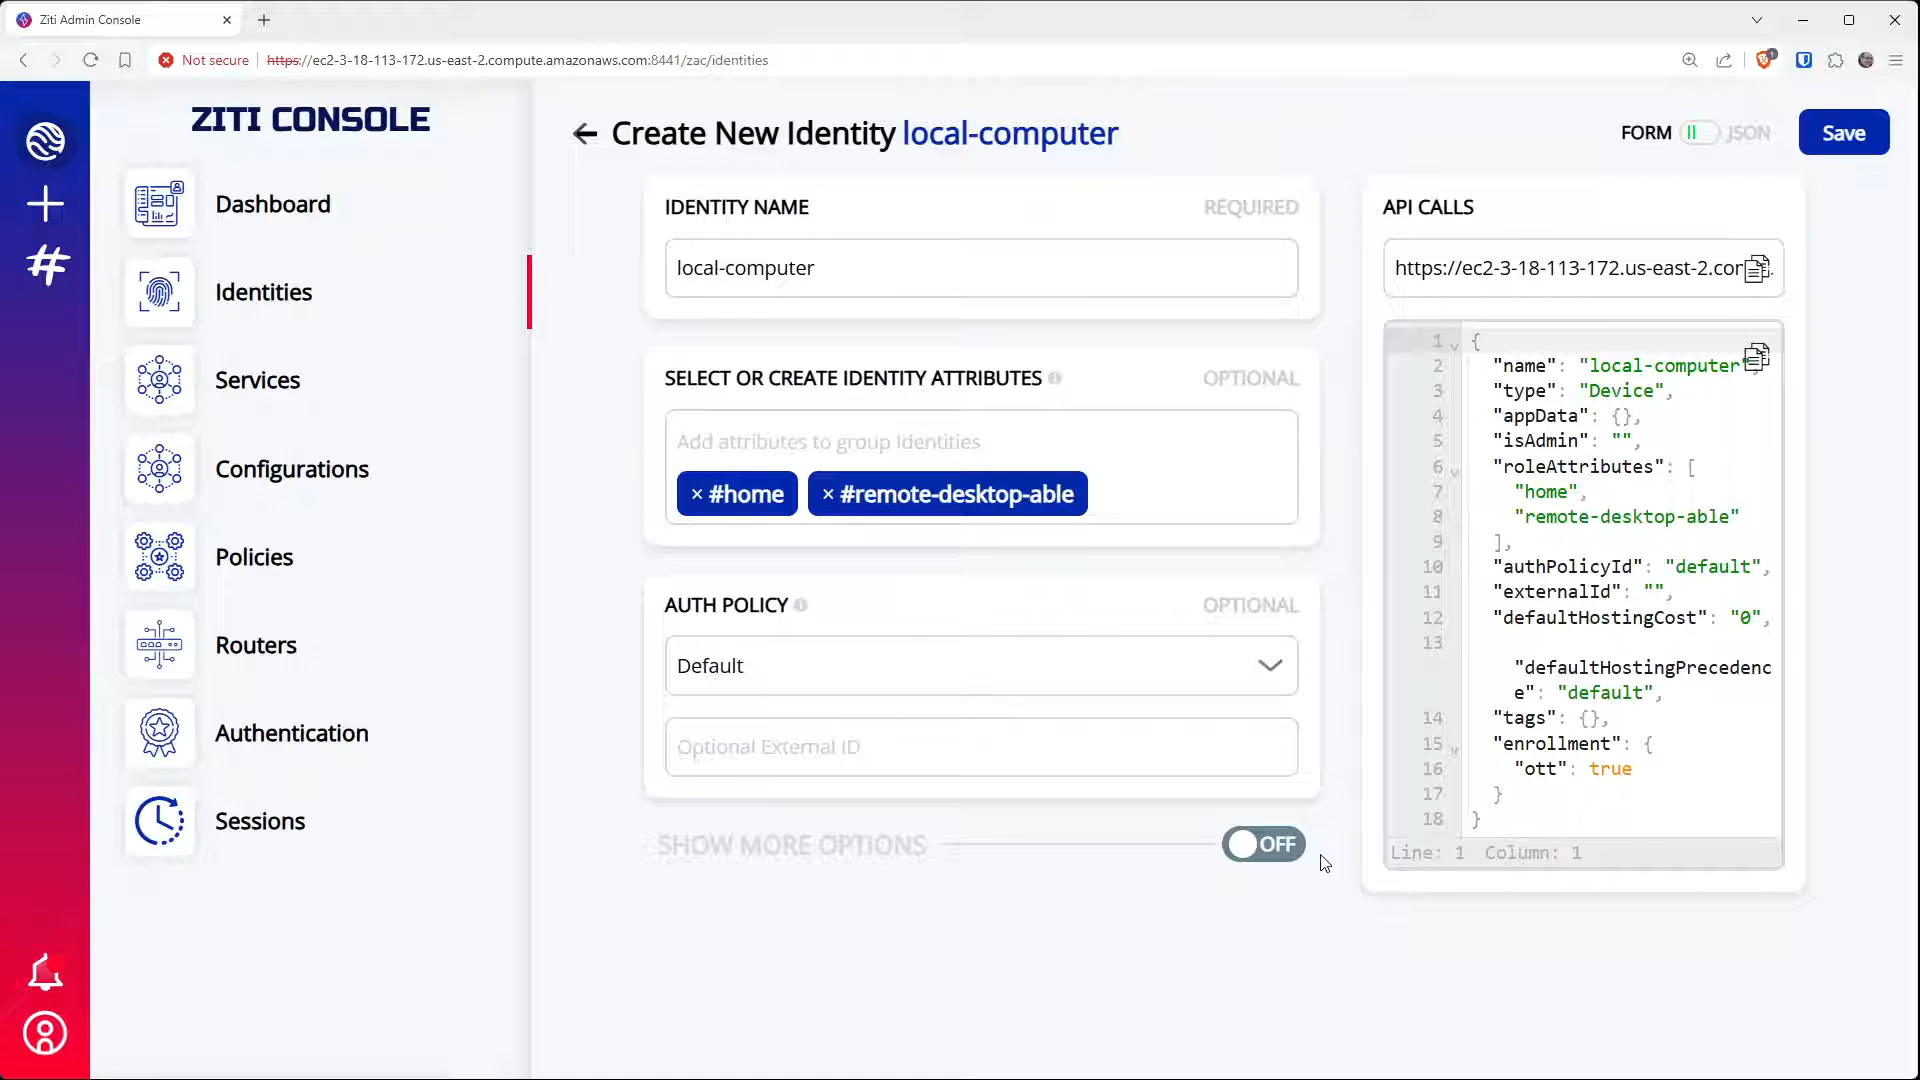 Ziti Admin Console
Not secure
https://ec2-3-18-113-172.us-east-2.compute.amazonaws.com:8441/zac/identities
1
ZITI CONSOLE
Dashboard
Identities
Services
Configurations
Policies
Routers
Authentication
Sessions
Create New Identity local-computer
FORM
JSON
Save
IDENTITY NAME
REQUIRED
local-computer
SELECT OR CREATE IDENTITY ATTRIBUTES
OPTIONAL
Add attributes to group Identities
× #home
× #remote-desktop-able
AUTH POLICY
OPTIONAL
Default
Optional External ID
SHOW MORE OPTIONS
OFF
API CALLS
https://ec2-3-18-113-172.us-east-2.cor
1 {
2 "name": "local-computer",
3 "type": "Device",
4 "appData": {},
5 "isAdmin": "",
6 "roleAttributes": [
7 "home",
8 "remote-desktop-able"
9 ],
10 "authPolicyId": "default",
11 "externalId": "",
12 "defaultHostingCost": "0",
13
"defaultHostingPrecedenc
e": "default",
14 "tags": {},
15 "enrollment": {
16 "ott": true
17 }
18 }
Line: 1 Column: 1